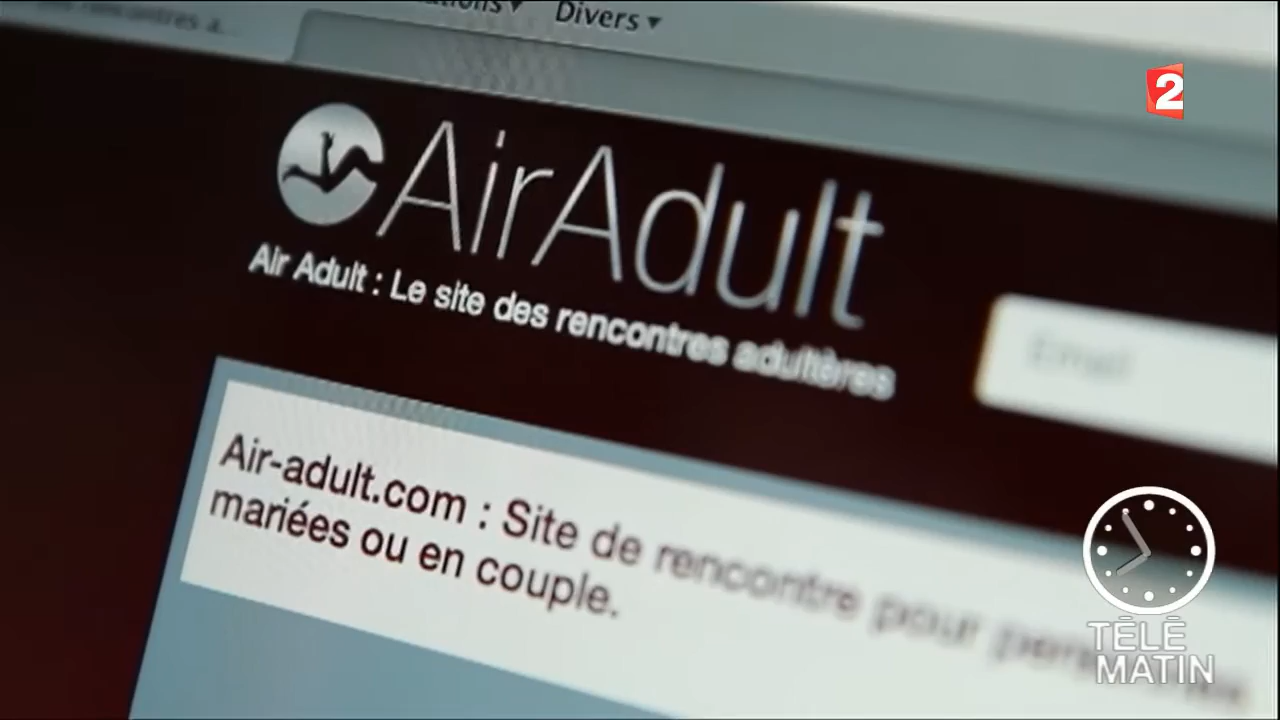 Divers
2
AirAdult
Air Adult : Le site des rencontres adultères
Email
Air-adult.com : Site de rencontre pour
mariées ou en couple.
TÉLÉ
MATIN